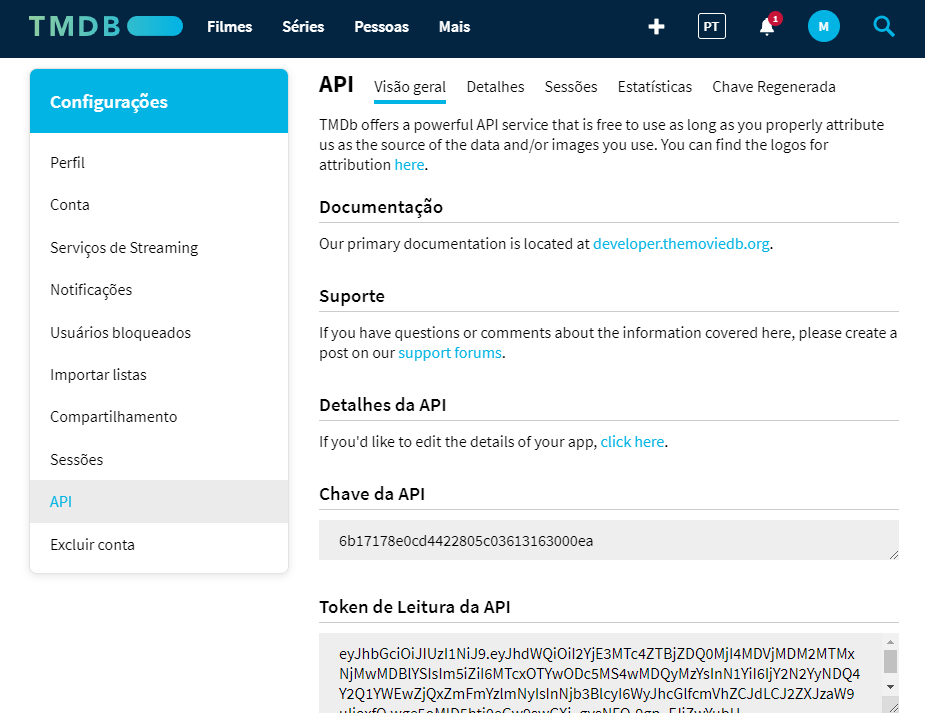 TMDB
Filmes Séries Pessoas Mais
PT
1
M
Configurações
Perfil
Conta
Serviços de Streaming
Notificações
Usuários bloqueados
Importar listas
Compartilhamento
Sessões
API
Excluir conta
API Visão geral Detalhes Sessões Estatísticas Chave Regenerada
TMDb offers a powerful API service that is free to use as long as you properly attribute
us as the source of the data and/or images you use. You can find the logos for
attribution here.
Documentação
Our primary documentation is located at developer.themoviedb.org.
Suporte
If you have questions or comments about the information covered here, please create a
post on our support forums.
Detalhes da API
If you'd like to edit the details of your app, click here.
Chave da API
6b17178e0cd4422805c03613163000ea
Token de Leitura da API